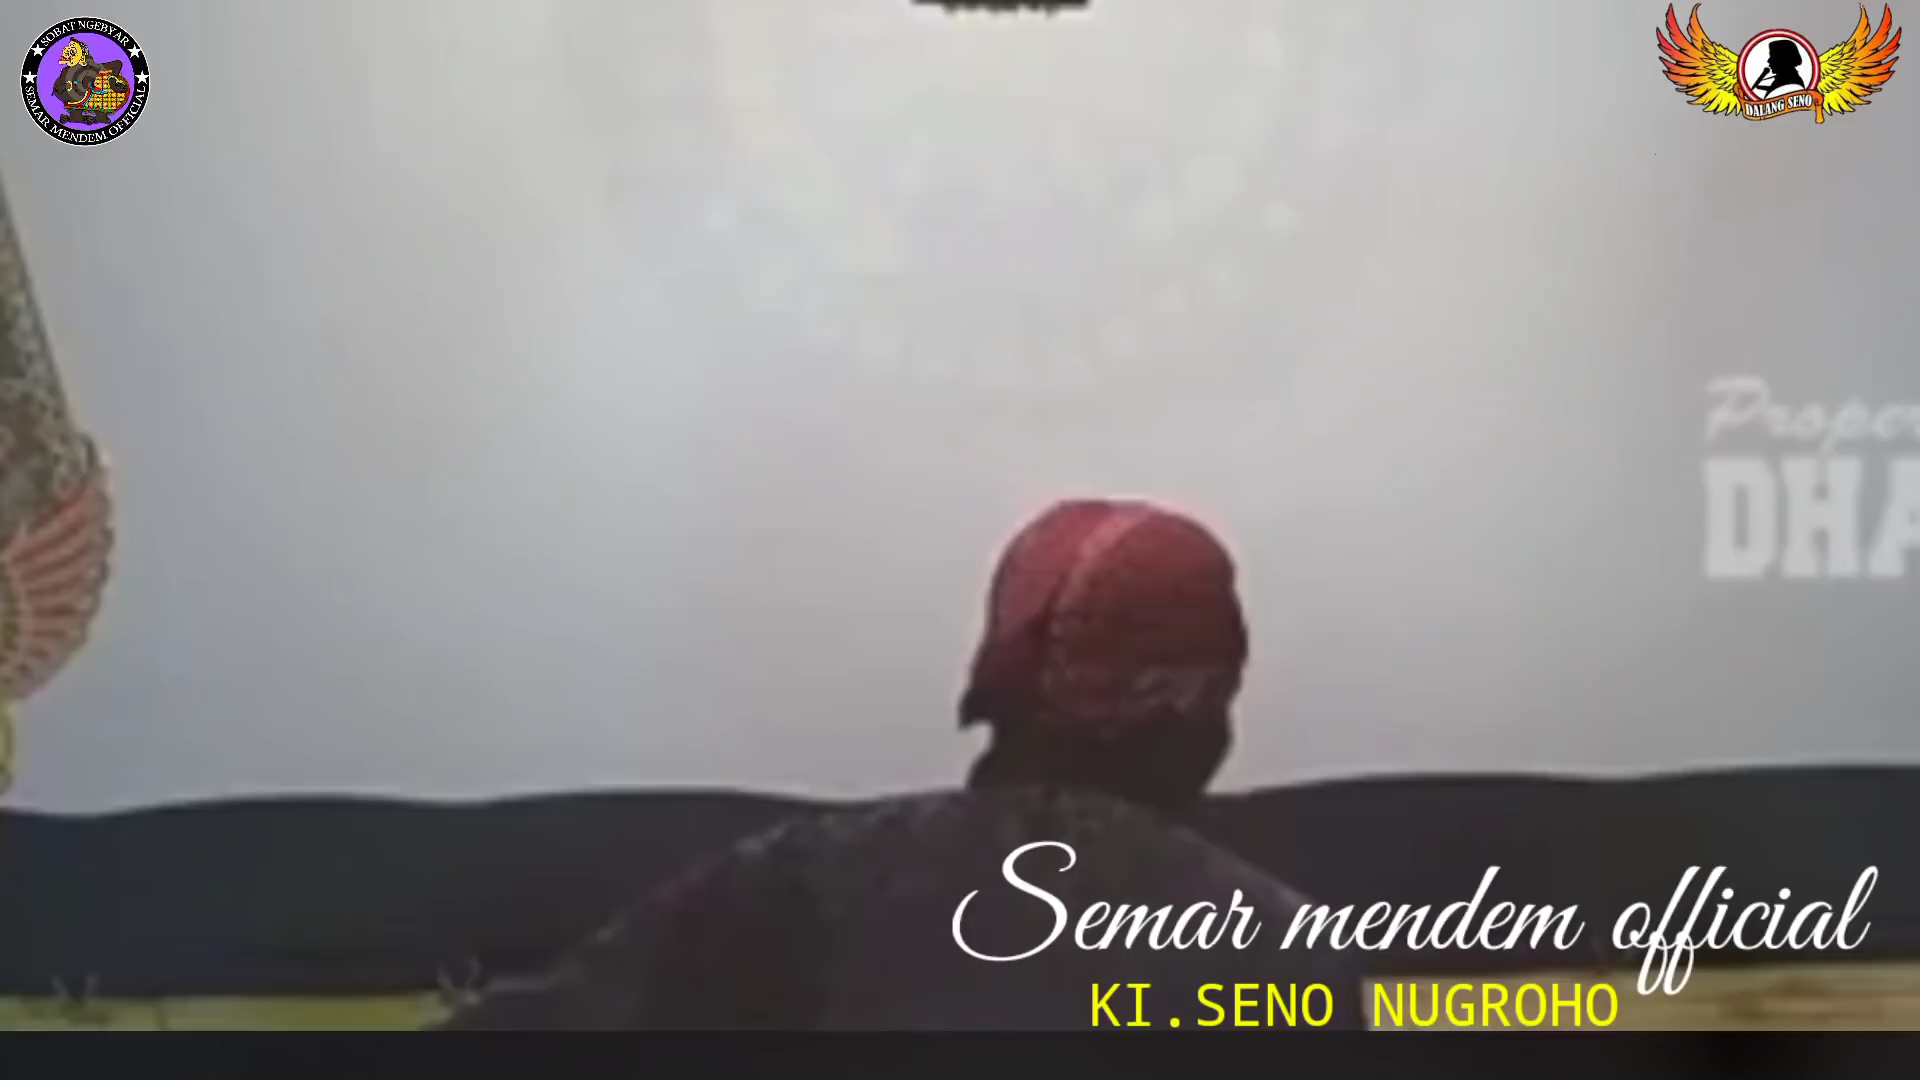 SOBAT NGEBYAR
SEMAR MENDEM OFFICIAL
DALANG SENO
DHA
Semar mendem official
KI.SENO NUGROHO